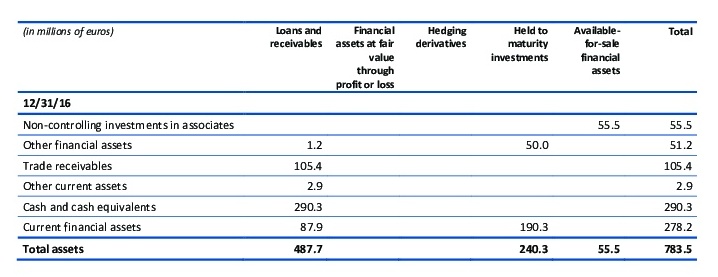 (in millions of euros) Loans and receivables Financial assets at fair value through profit or loss Hedging derivatives Held to maturity investments Available-for-sale financial assets Total
12/31/16
Non-controlling investments in associates 55.5 55.5
Other financial assets 1.2 50.0 51.2
Trade receivables 105.4 105.4
Other current assets 2.9 2.9
Cash and cash equivalents 290.3 290.3
Current financial assets 87.9 190.3 278.2
Total assets 487.7 240.3 55.5 783.5